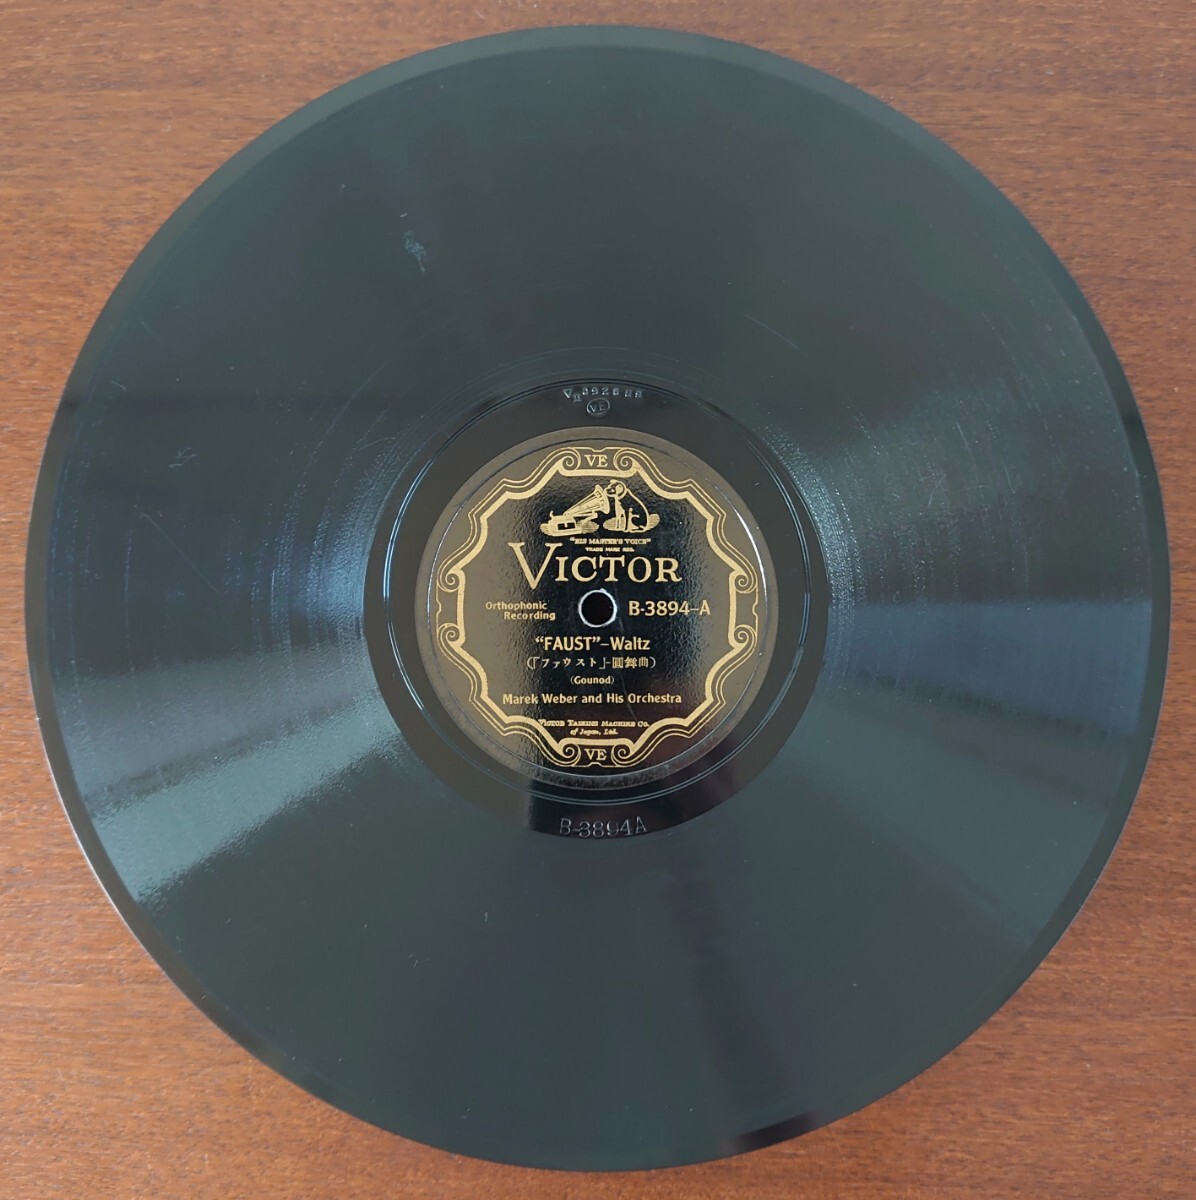 VE
VE
"HIS MASTER'S VOICE"
TRADE MARK REG.
VICTOR
Orthophonic
Recording
B-3894-A
"FAUST"-Waltz
(「ファウスト」-圓舞曲)
(Gounod)
Marek Weber and His Orchestra
VICTOR TALKING MACHINE CO.
of Japan, Ltd.
VE
B-3894A